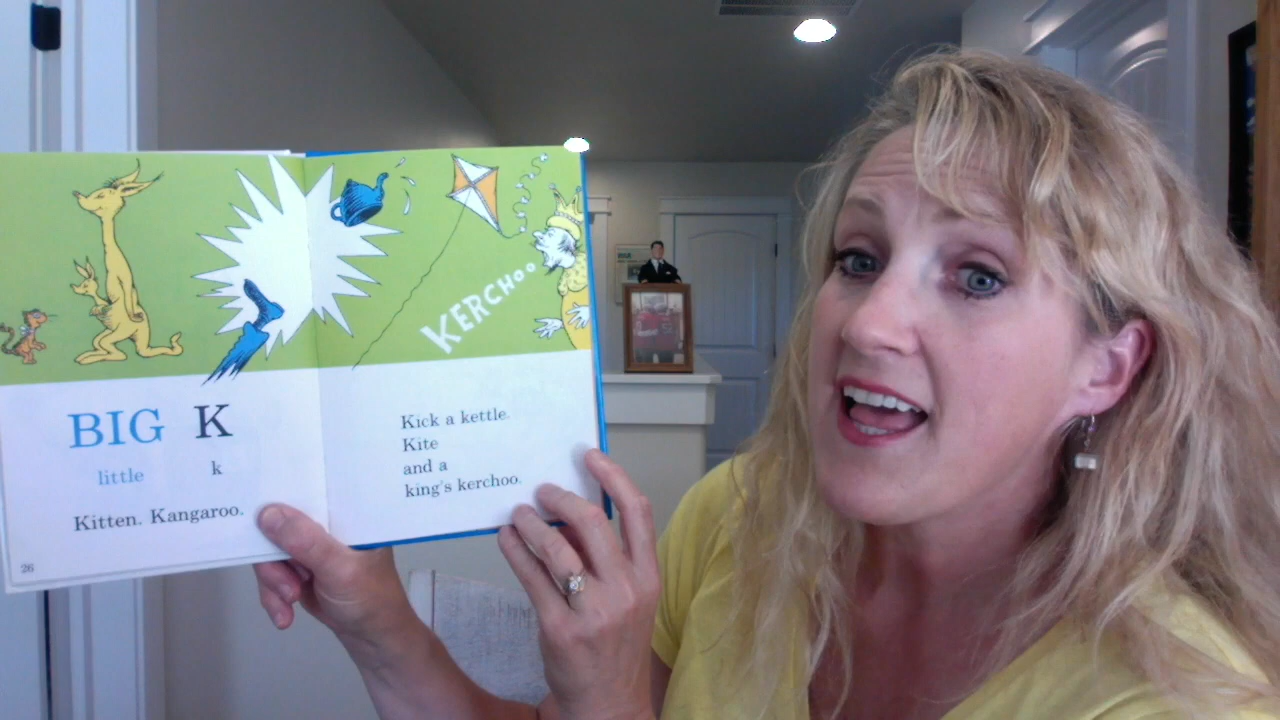 KERCHOO
BIG K
little k
Kitten. Kangaroo.
26
Kick a kettle.
Kite
and a
king's kerchoo.